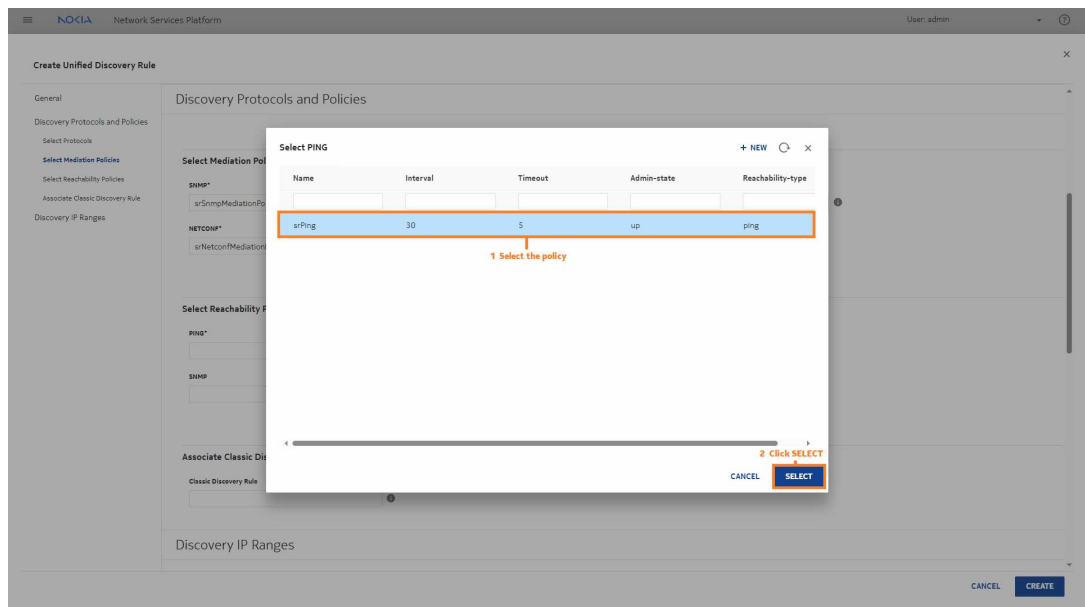 NOKIA Network Services Platform User: admin
Create Unified Discovery Rule
General
Discovery Protocols and Policies
Select Protocols
Select Mediation Policies
Select Reachability Policies
Associate Classic Discovery Rule
Discovery IP Ranges
Discovery Protocols and Policies
Select Mediation Pol
SNMP*
srSnmpMediationPo
NETCONF*
srNetconfMediation
Select Reachability P
PING*
SNMP
Associate Classic Dis
Classic Discovery Rule
Discovery IP Ranges
Select PING + NEW
Name Interval Timeout Admin-state Reachability-type
srPing 30 5 up ping
1 Select the policy
2 Click SELECT
CANCEL SELECT
CANCEL CREATE